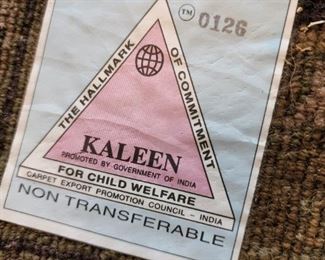 TM 0126
THE HALLMARK
OF COMMITMENT
KALEEN
PROMOTED BY GOVERNMENT OF INDIA
FOR CHILD WELFARE
CARPET EXPORT PROMOTION COUNCIL - INDIA
NON TRANSFERABLE